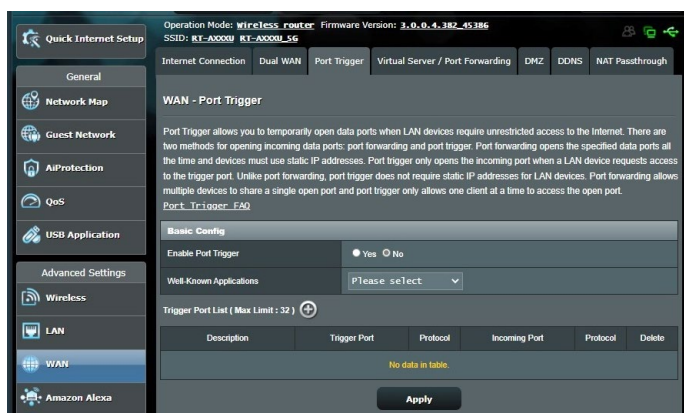 Quick Internet Setup
Operation Mode: Wireless router Firmware Version: 3.0.0.4.382_45386
SSID: RT-AXXXU RT-AXXXU_5G
General
Network Map
Guest Network
AiProtection
QoS
USB Application
Advanced Settings
Wireless
LAN
WAN
Amazon Alexa
Internet Connection Dual WAN Port Trigger Virtual Server / Port Forwarding DMZ DDNS NAT Passthrough
WAN - Port Trigger
Port Trigger allows you to temporarily open data ports when LAN devices require unrestricted access to the Internet. There are
two methods for opening incoming data ports: port forwarding and port trigger. Port forwarding opens the specified data ports all
the time and devices must use static IP addresses. Port trigger only opens the incoming port when a LAN device requests access
to the trigger port. Unlike port forwarding, port trigger does not require static IP addresses for LAN devices. Port forwarding allows
multiple devices to share a single open port and port trigger only allows one client at a time to access the open port.
Port Trigger FAQ
Basic Config
Enable Port Trigger Yes No
Well-Known Applications Please select
Trigger Port List ( Max Limit : 32 )
Description Trigger Port Protocol Incoming Port Protocol Delete
No data in table.
Apply